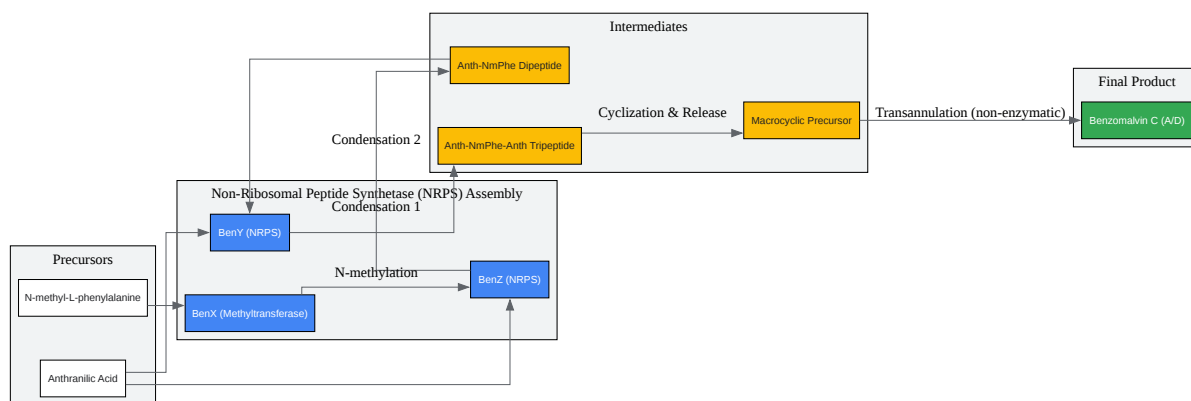 Intermediates
Anth-NmPhe Dipeptide
Final Product
Cyclization & Release
Transannulation (non-enzymatic)
Macrocyclic Precursor
Benzomalvin C (A/D)
Condensation 2
Anth-NmPhe-Anth Tripeptide
Non-Ribosomal Peptide Synthetase (NRPS) Assembly
Condensation 1
BenY (NRPS)
Precursors
N-methylation
BenZ (NRPS)
N-methyl-L-phenylalanine
BenX (Methyltransferase)
Anthranilic Acid